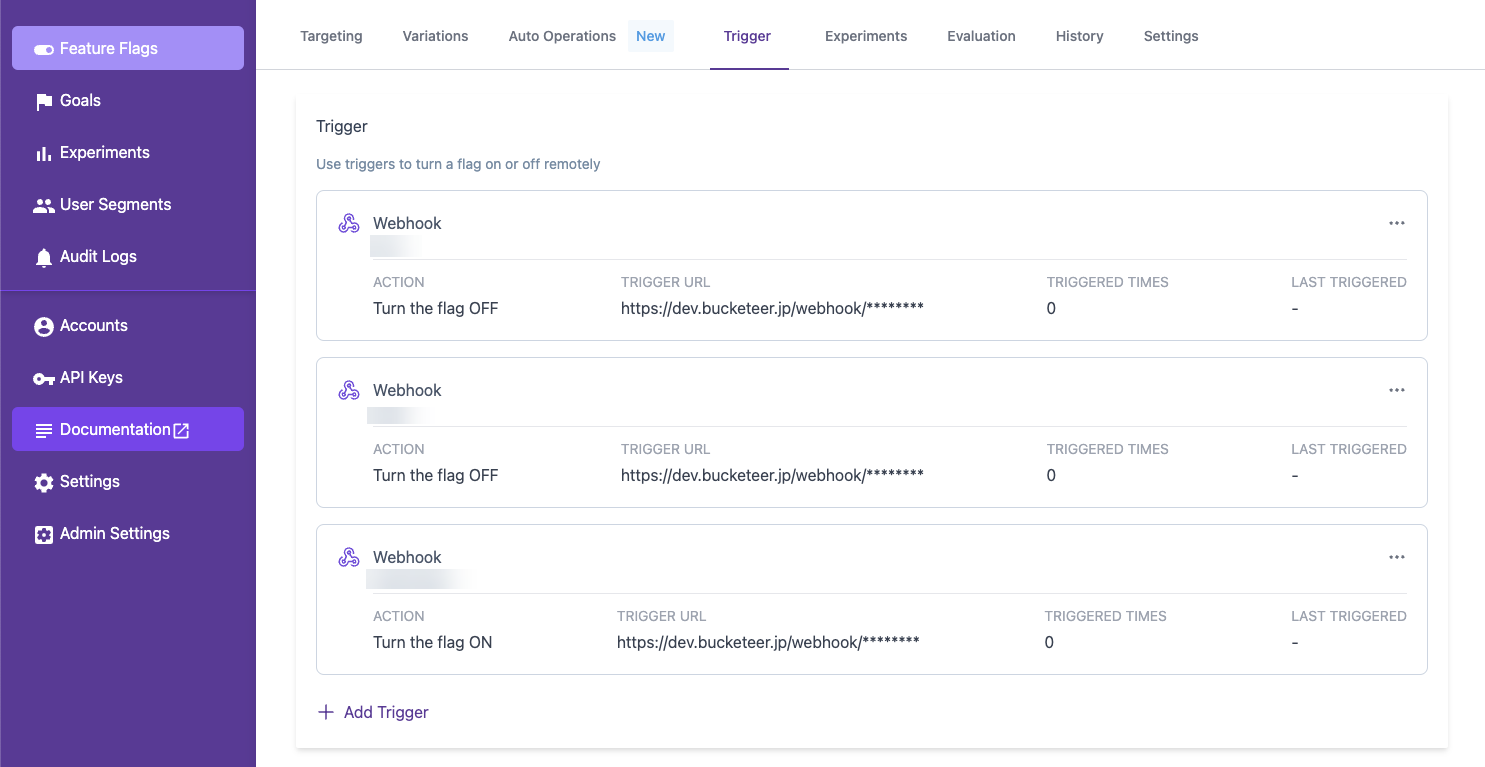 Feature Flags
Goals
Experiments
User Segments
Audit Logs
Accounts
API Keys
Documentation
Settings
Admin Settings
Targeting Variations Auto Operations New Trigger Experiments Evaluation History Settings
Trigger
Use triggers to turn a flag on or off remotely
Webhook
ACTION TRIGGER URL TRIGGERED TIMES LAST TRIGGERED
Turn the flag OFF https://dev.bucketeer.jp/webhook/******** 0 -
Webhook
ACTION TRIGGER URL TRIGGERED TIMES LAST TRIGGERED
Turn the flag OFF https://dev.bucketeer.jp/webhook/******** 0 -
Webhook
ACTION TRIGGER URL TRIGGERED TIMES LAST TRIGGERED
Turn the flag ON https://dev.bucketeer.jp/webhook/******** 0 -
Add Trigger